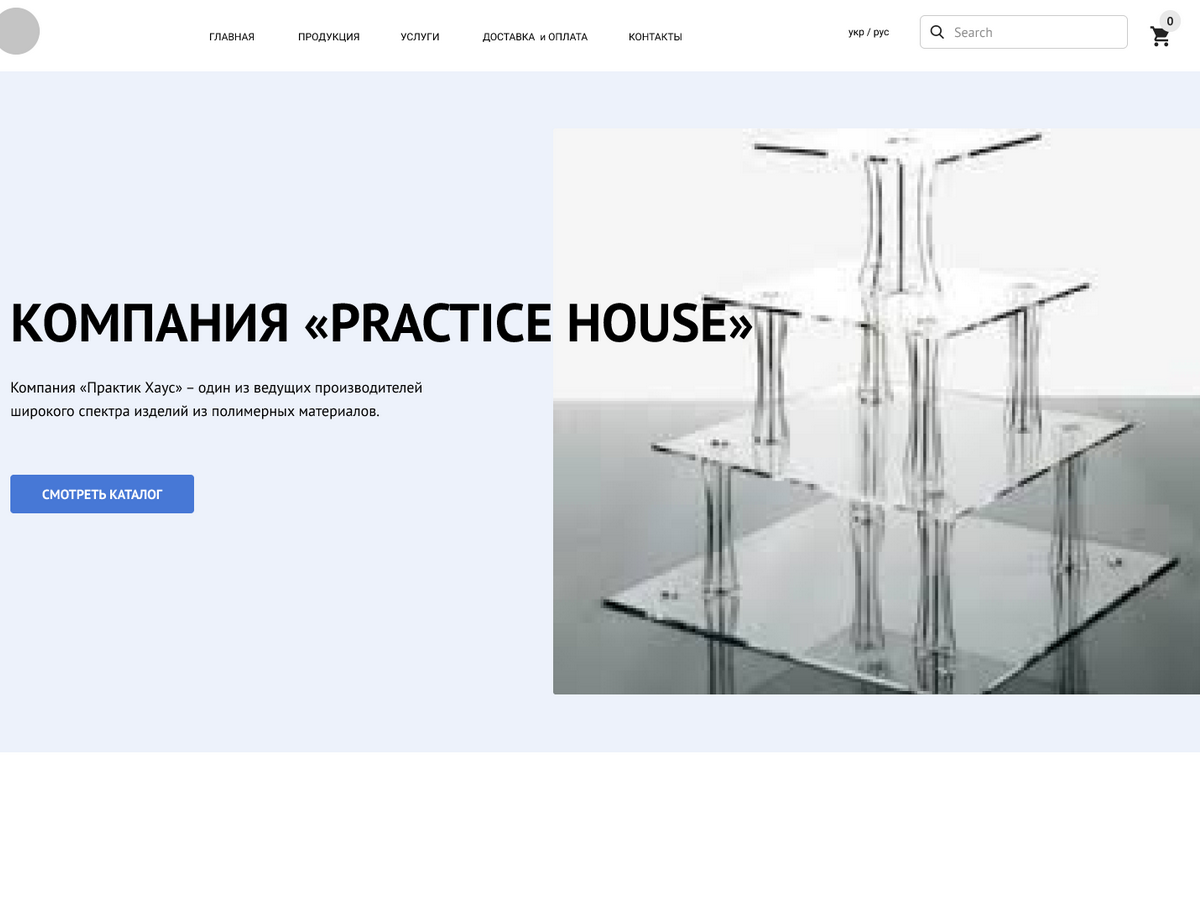 ГЛАВНАЯ
ПРОДУКЦИЯ
УСЛУГИ
ДОСТАВКА и ОПЛАТА
КОНТАКТЫ
укр / рус
Search
0
КОМПАНИЯ «PRACTICE HOUSE»
Компания «Практик Хаус» – один из ведущих производителей
широкого спектра изделий из полимерных материалов.
СМОТРЕТЬ КАТАЛОГ